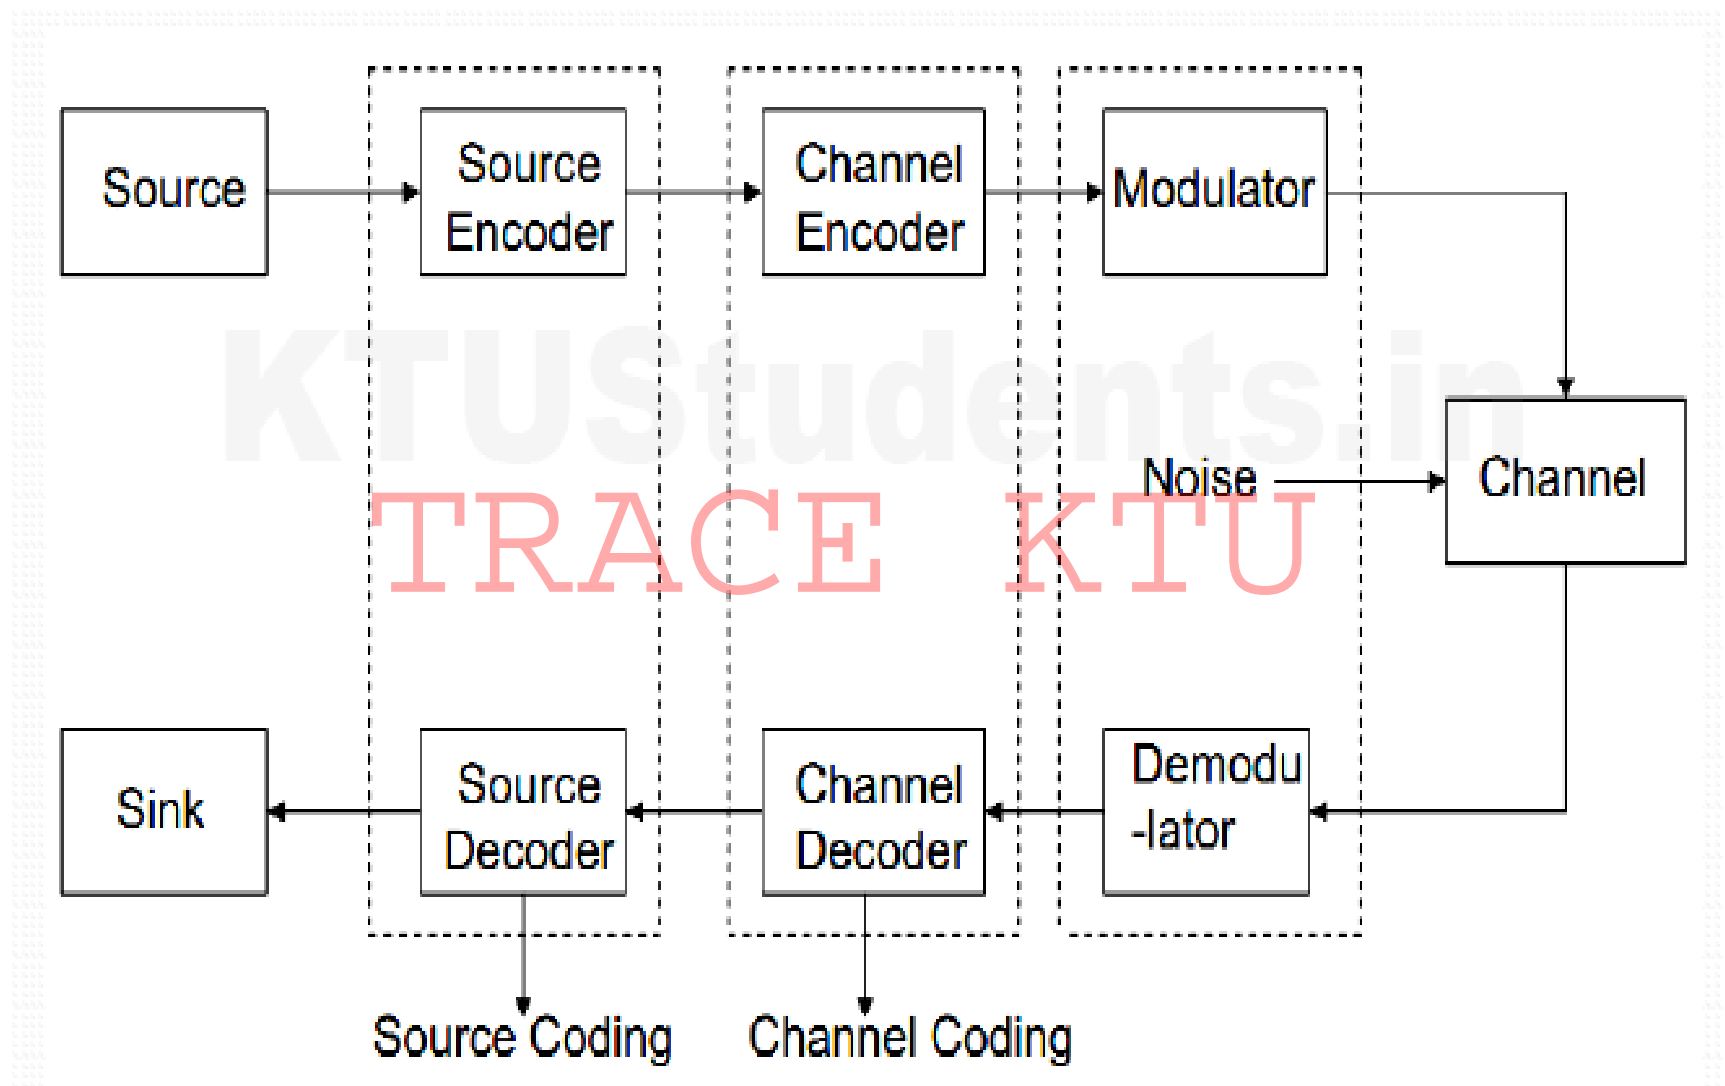 Source
Source
Encoder
Channel
Encoder
Modulator
KTUStudents.in
Noise
Channel
TRACE KTU
Sink
Source
Decoder
Channel
Decoder
Demodu
-lator
Source Coding
Channel Coding